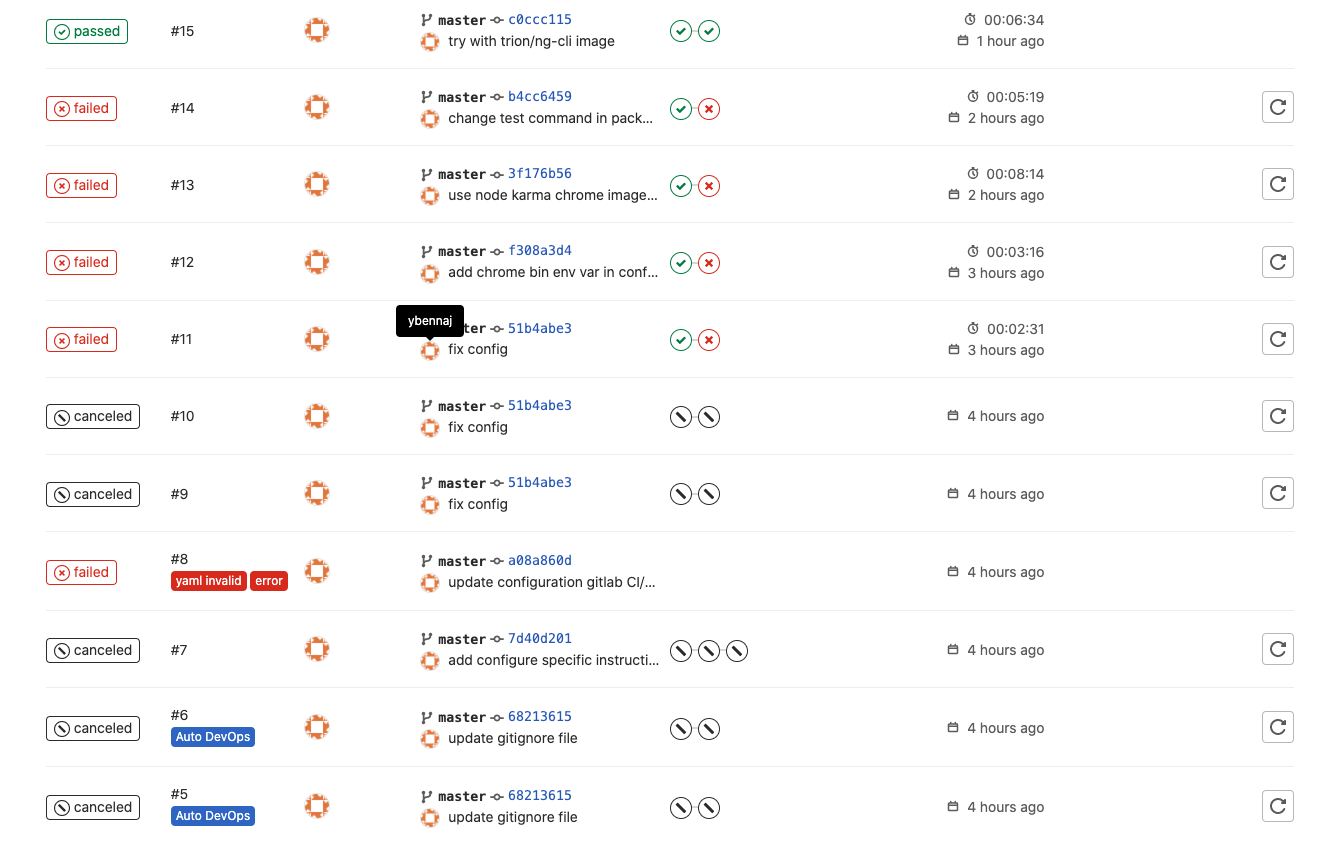 passed #15 master c0ccc115 00:06:34
try with trion/ng-cli image 1 hour ago
failed #14 master b4cc6459 00:05:19
change test command in pack... 2 hours ago
failed #13 master 3f176b56 00:08:14
use node karma chrome image... 2 hours ago
failed #12 master f308a3d4 00:03:16
add chrome bin env var in conf... 3 hours ago
ybennaj
failed #11 ter 51b4abe3 00:02:31
fix config 3 hours ago
canceled #10 master 51b4abe3 4 hours ago
fix config
canceled #9 master 51b4abe3 4 hours ago
fix config
failed #8 master a08a860d 4 hours ago
yaml invalid error update configuration gitlab CI/...
canceled #7 master 7d40d201 4 hours ago
add configure specific instructi...
canceled #6 master 68213615 4 hours ago
Auto DevOps update gitignore file
canceled #5 master 68213615 4 hours ago
Auto DevOps update gitignore file